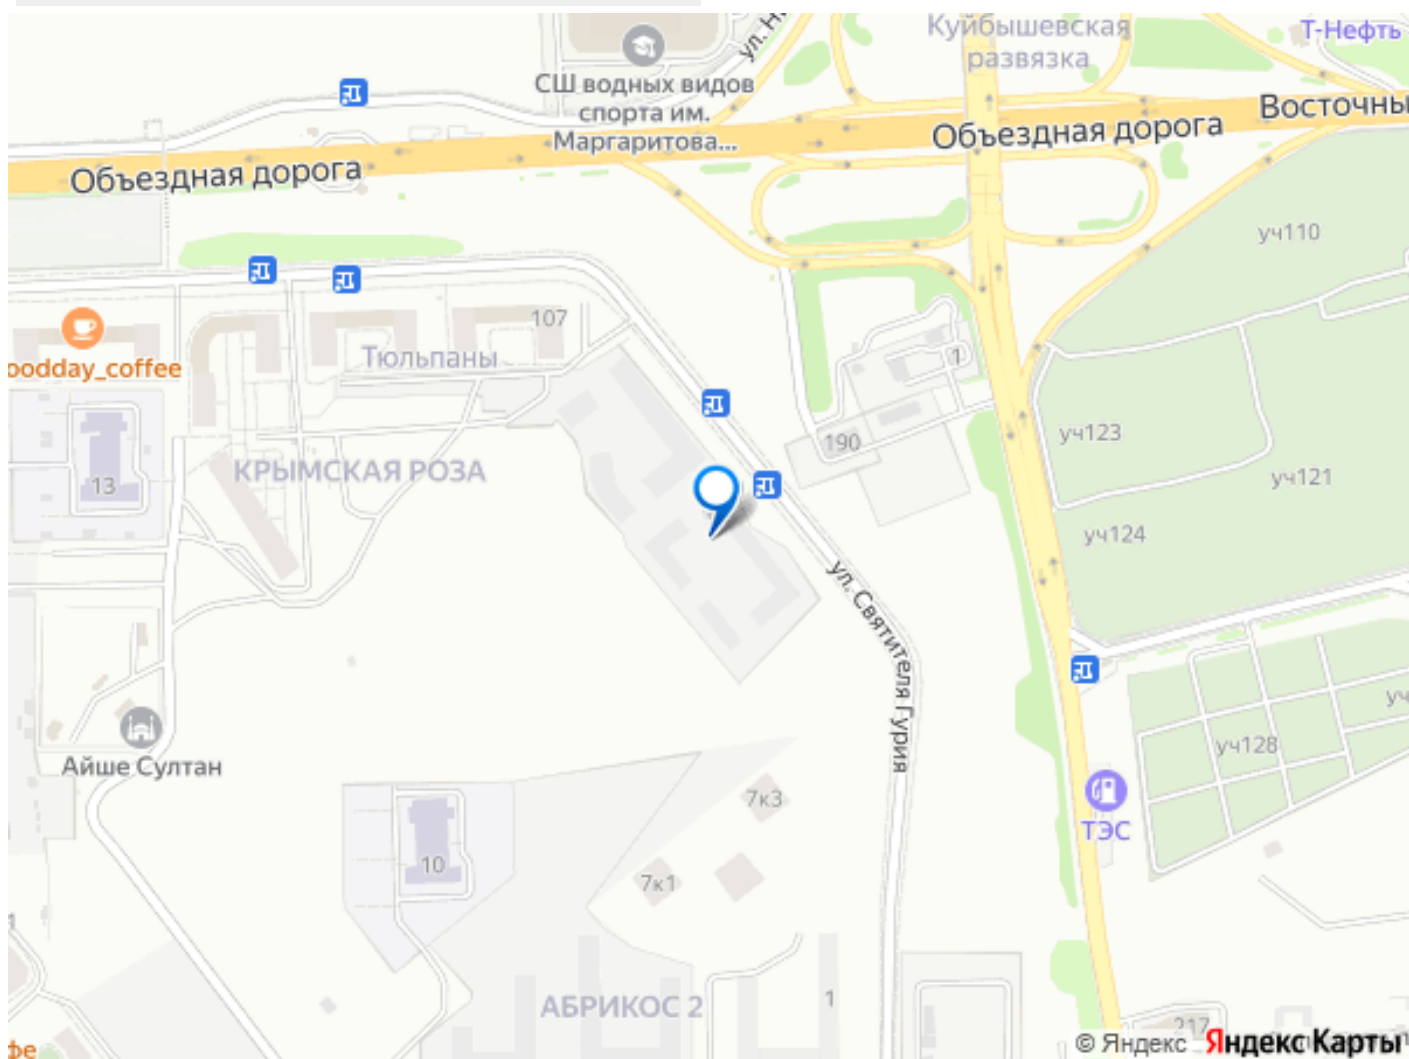 Куйбышевская
развязка
Т-Нефть
СШ водных видов
спорта им.
Маргаритова...
Объездная дорога
Восточны
Объездная дорога
уч110
107
oodday_coffee
Тюльпаны
1
190
уч123
13
КРЫМСКАЯ РОЗА
уч121
уч124
ул. Святителя Гурия
уч
уч128
Айше Султан
7к3
ТЭС
10
7к1
АБРИКОС 2
1
217
фе
© Яндекс Яндекс Карты